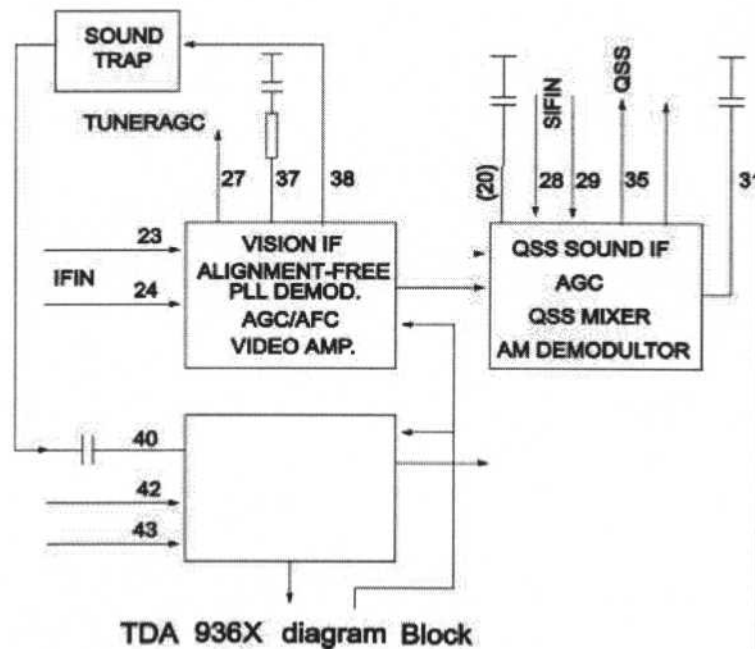 SOUND
TRAP
TUNERAGC
27
37
38
(20)
SIFIN
28
29
QSS
35
31
23
IFIN
24
VISION IF
ALIGNMENT-FREE
PLL DEMOD.
AGC/AFC
VIDEO AMP.
QSS SOUND IF
AGC
QSS MIXER
AM DEMODULTOR
40
42
43
TDA 936X diagram Block